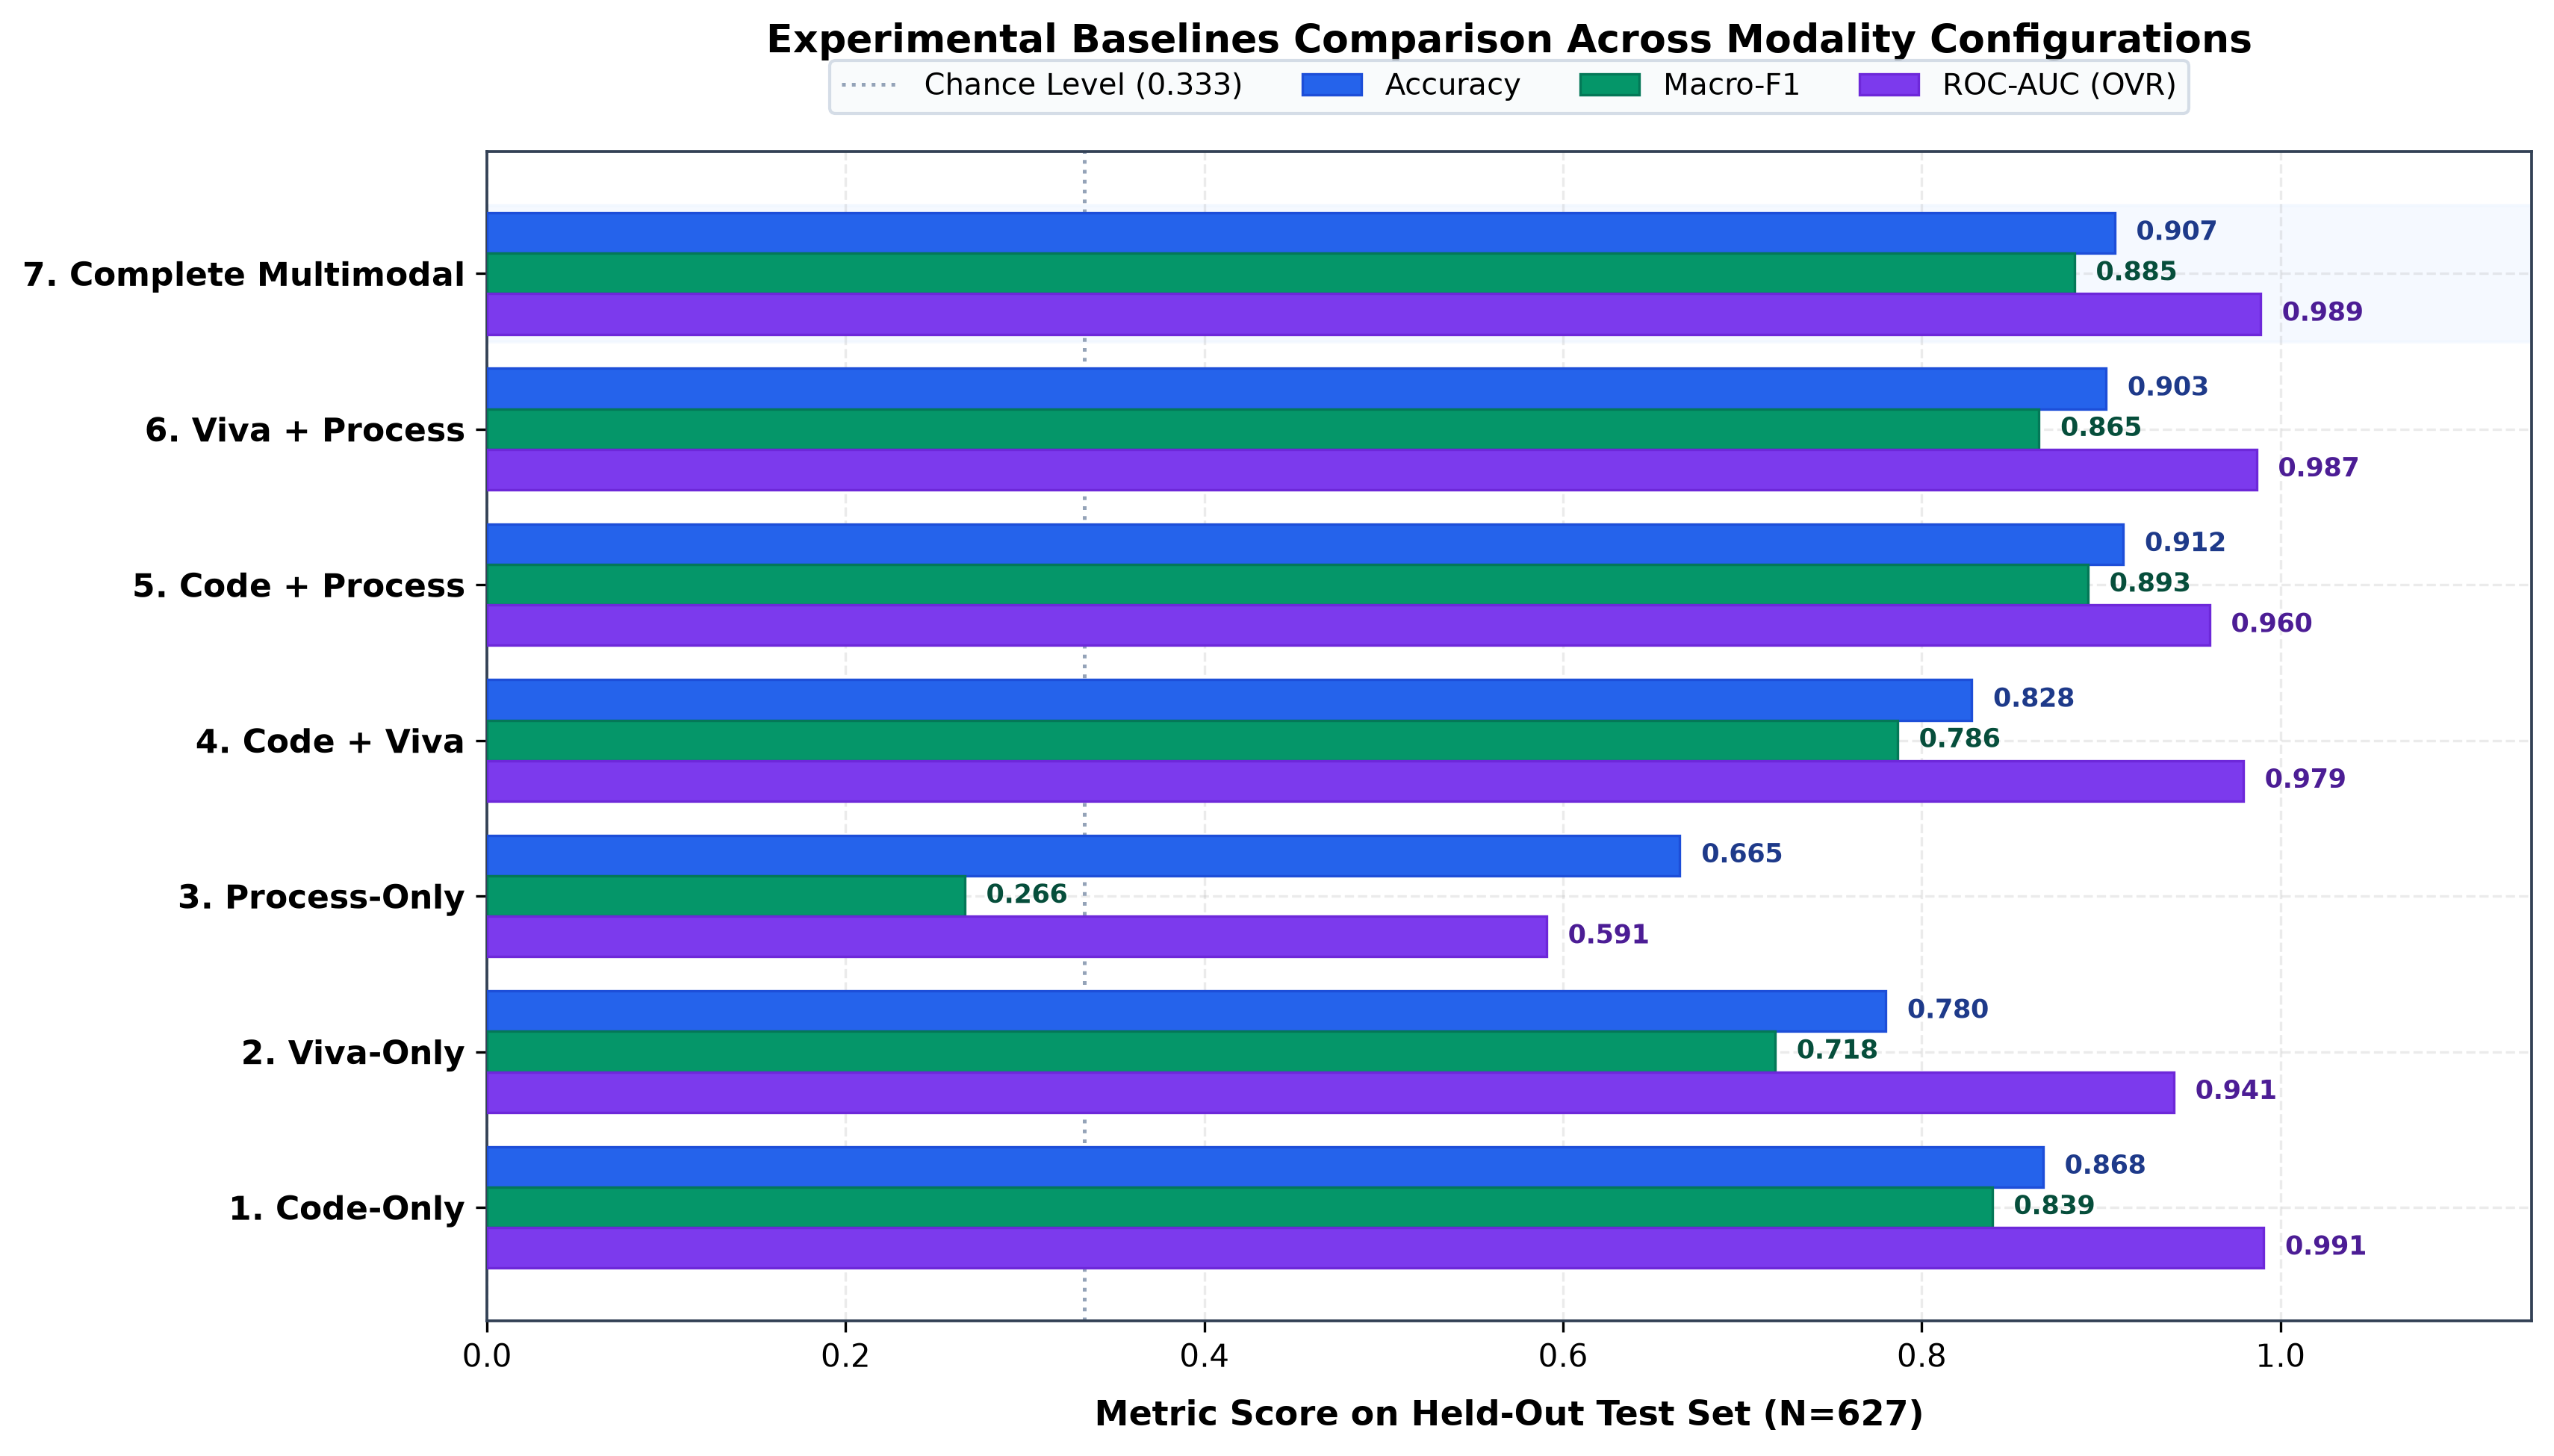 Experimental Baselines Comparison Across Modality Configurations
Chance Level (0.333) Accuracy Macro-F1 ROC-AUC (OVR)
7. Complete Multimodal
0.907
0.885
0.989
6. Viva + Process
0.903
0.865
0.987
5. Code + Process
0.912
0.893
0.960
4. Code + Viva
0.828
0.786
0.979
3. Process-Only
0.665
0.266
0.591
2. Viva-Only
0.780
0.718
0.941
1. Code-Only
0.868
0.839
0.991
0.0 0.2 0.4 0.6 0.8 1.0
Metric Score on Held-Out Test Set (N=627)